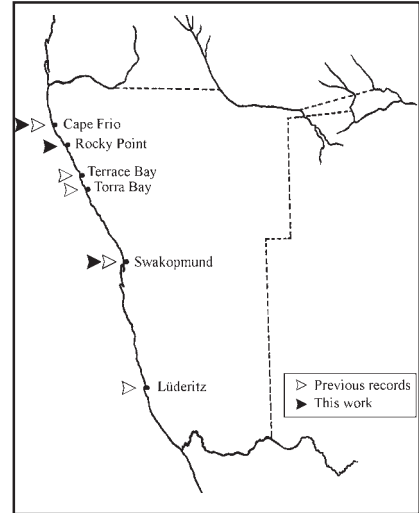 Cape Frio
Rocky Point
Terrace Bay
Torra Bay
Swakopmund
Lüderitz
Previous records
This work